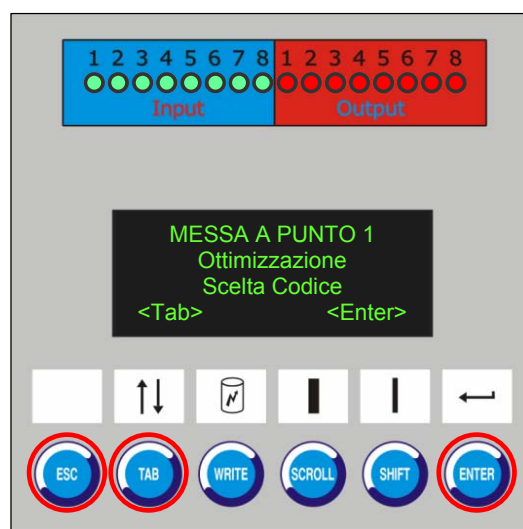 1 2 3 4 5 6 7 8 1 2 3 4 5 6 7 8
Input Output
MESSA A PUNTO 1
Ottimizzazione
Scelta Codice
<Tab> <Enter>
ESC TAB WRITE SCROLL SHIFT ENTER